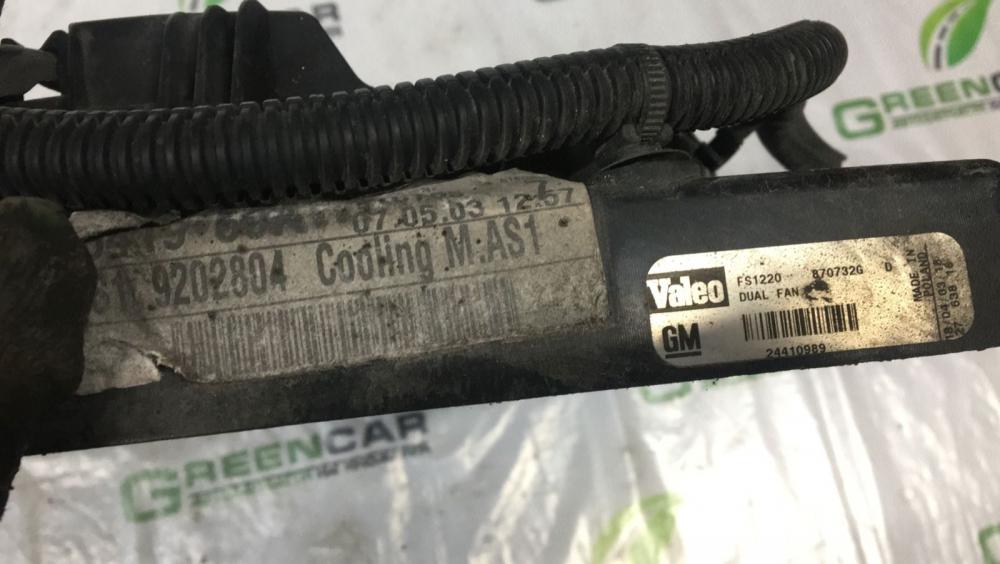 GREENCAR
07.05.03 12:57
9202804 Cooling M.AS1
Valeo
FS1220 870732G D
DUAL FAN
GM
24410989
MADE IN
POLAND
GREENCAR